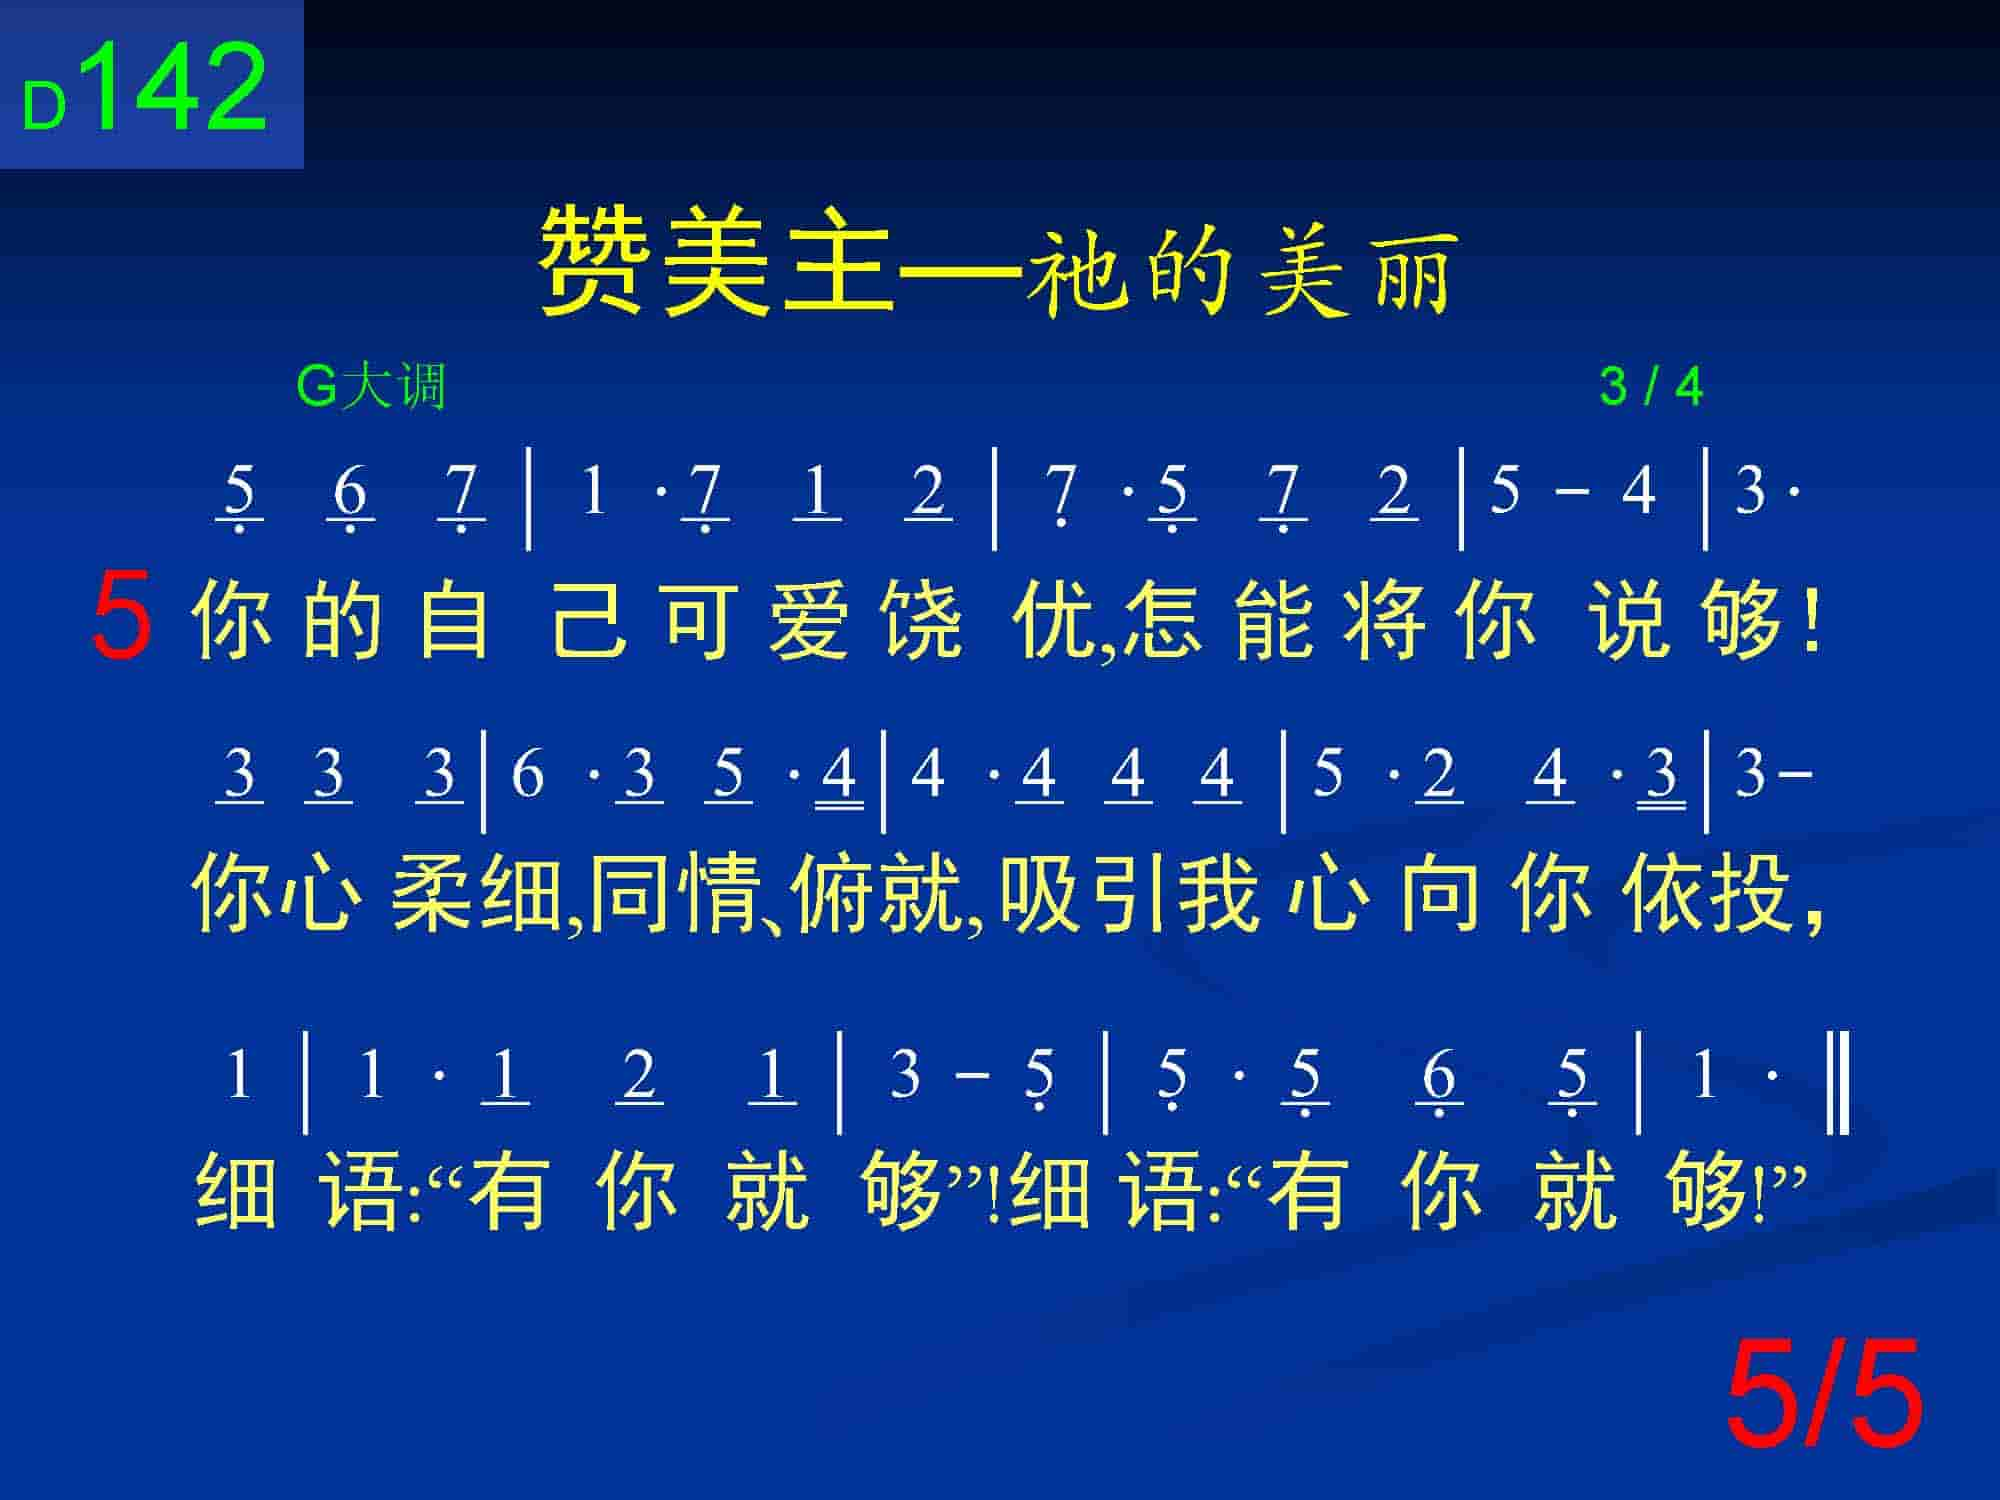 D142
赞美主—祂的美丽
G大调 3 / 4
5 6 7 | 1 · 7 1 2 | 7 · 5 7 2 | 5 - 4 | 3 ·
5 你的自己可爱饶优,怎能将你说够!
3 3 3 | 6 · 3 5 · 4 | 4 · 4 4 4 | 5 · 2 4 · 3 | 3 -
你心柔细,同情、俯就,吸引我心向你依投,
1 | 1 · 1 2 1 | 3 - 5 | 5 · 5 6 5 | 1 · ‖
细语:“有你就够”!细语:“有你就够!”
5/5